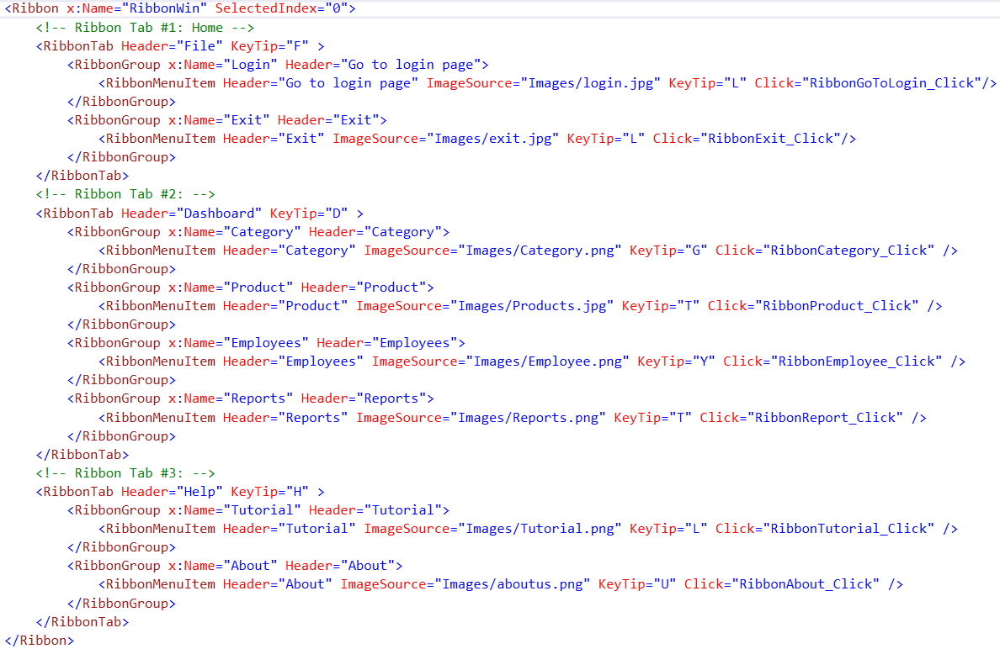 <Ribbon x:Name="RibbonWin" SelectedIndex="0">
    <!-- Ribbon Tab #1: Home -->
    <RibbonTab Header="File" KeyTip="F" >
        <RibbonGroup x:Name="Login" Header="Go to login page">
            <RibbonMenuItem Header="Go to login page" ImageSource="Images/login.jpg" KeyTip="L" Click="RibbonGoToLogin_Click"/>
        </RibbonGroup>
        <RibbonGroup x:Name="Exit" Header="Exit">
            <RibbonMenuItem Header="Exit" ImageSource="Images/exit.jpg" KeyTip="L" Click="RibbonExit_Click"/>
        </RibbonGroup>
    </RibbonTab>
    <!-- Ribbon Tab #2: -->
    <RibbonTab Header="Dashboard" KeyTip="D" >
        <RibbonGroup x:Name="Category" Header="Category">
            <RibbonMenuItem Header="Category" ImageSource="Images/Category.png" KeyTip="G" Click="RibbonCategory_Click" />
        </RibbonGroup>
        <RibbonGroup x:Name="Product" Header="Product">
            <RibbonMenuItem Header="Product" ImageSource="Images/Products.jpg" KeyTip="T" Click="RibbonProduct_Click" />
        </RibbonGroup>
        <RibbonGroup x:Name="Employees" Header="Employees">
            <RibbonMenuItem Header="Employees" ImageSource="Images/Employee.png" KeyTip="Y" Click="RibbonEmployee_Click" />
        </RibbonGroup>
        <RibbonGroup x:Name="Reports" Header="Reports">
            <RibbonMenuItem Header="Reports" ImageSource="Images/Reports.png" KeyTip="T" Click="RibbonReport_Click" />
        </RibbonGroup>
    </RibbonTab>
    <!-- Ribbon Tab #3: -->
    <RibbonTab Header="Help" KeyTip="H" >
        <RibbonGroup x:Name="Tutorial" Header="Tutorial">
            <RibbonMenuItem Header="Tutorial" ImageSource="Images/Tutorial.png" KeyTip="L" Click="RibbonTutorial_Click" />
        </RibbonGroup>
        <RibbonGroup x:Name="About" Header="About">
            <RibbonMenuItem Header="About" ImageSource="Images/aboutus.png" KeyTip="U" Click="RibbonAbout_Click" />
        </RibbonGroup>
    </RibbonTab>
</Ribbon>